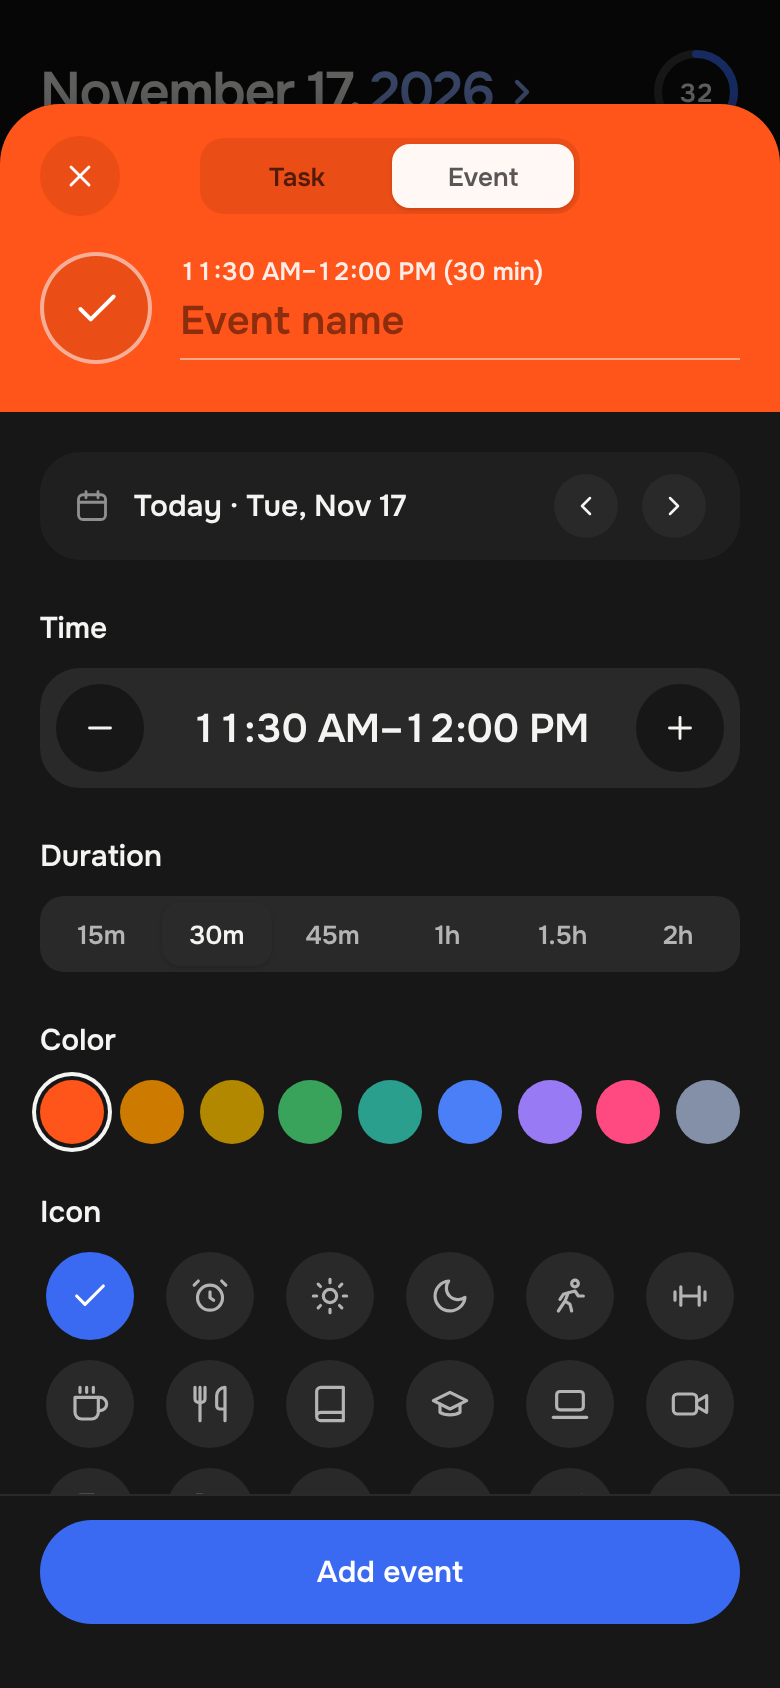 November 17, 2026
32
Task
Event
11:30 AM–12:00 PM (30 min)
Event name
Today · Tue, Nov 17
Time
11:30 AM–12:00 PM
Duration
15m 30m 45m 1h 1.5h 2h
Color
Icon
Add event